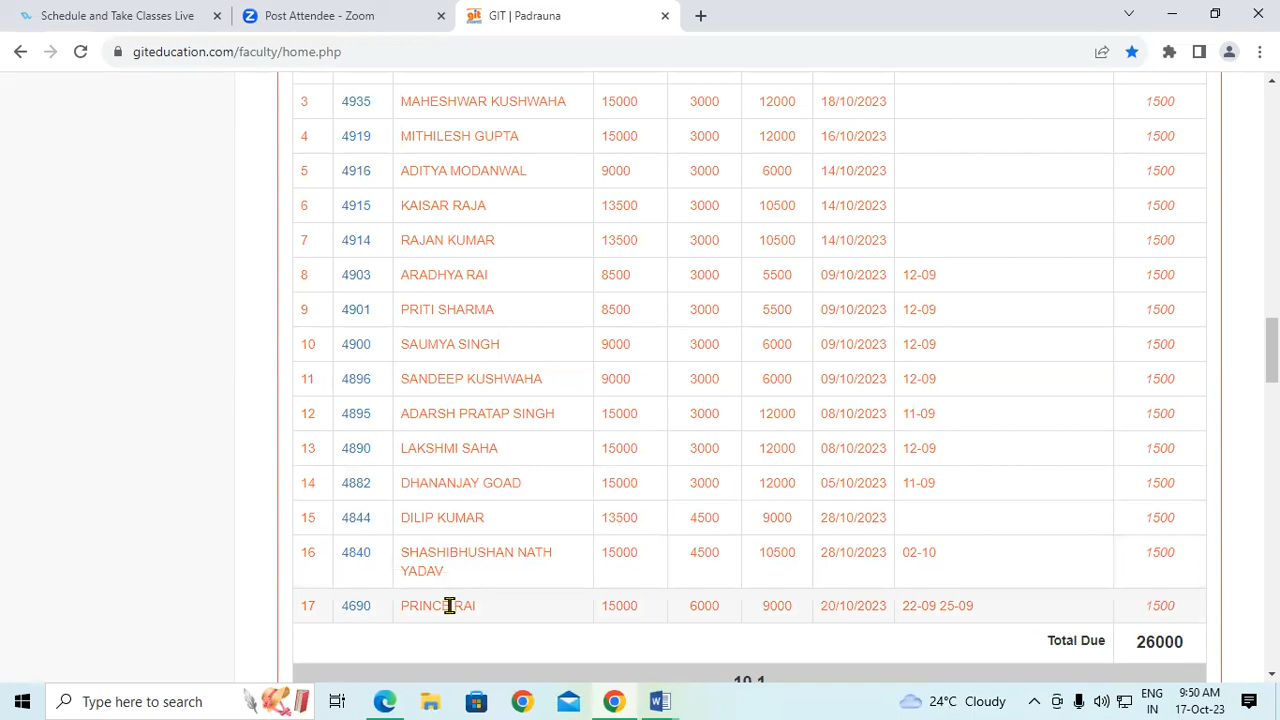 Schedule and Take Classes Live
Post Attendee - Zoom
GIT | Padrauna
giteducation.com/faculty/home.php
3 4935 MAHESHWAR KUSHWAHA 15000 3000 12000 18/10/2023 1500
4 4919 MITHILESH GUPTA 15000 3000 12000 16/10/2023 1500
5 4916 ADITYA MODANWAL 9000 3000 6000 14/10/2023 1500
6 4915 KAISAR RAJA 13500 3000 10500 14/10/2023 1500
7 4914 RAJAN KUMAR 13500 3000 10500 14/10/2023 1500
8 4903 ARADHYA RAI 8500 3000 5500 09/10/2023 12-09 1500
9 4901 PRITI SHARMA 8500 3000 5500 09/10/2023 12-09 1500
10 4900 SAUMYA SINGH 9000 3000 6000 09/10/2023 12-09 1500
11 4896 SANDEEP KUSHWAHA 9000 3000 6000 09/10/2023 12-09 1500
12 4895 ADARSH PRATAP SINGH 15000 3000 12000 08/10/2023 11-09 1500
13 4890 LAKSHMI SAHA 15000 3000 12000 08/10/2023 12-09 1500
14 4882 DHANANJAY GOAD 15000 3000 12000 05/10/2023 11-09 1500
15 4844 DILIP KUMAR 13500 4500 9000 28/10/2023 1500
16 4840 SHASHIBHUSHAN NATH 15000 4500 10500 28/10/2023 02-10 1500
YADAV
17 4690 PRINCE RAI 15000 6000 9000 20/10/2023 22-09 25-09 1500
Total Due 26000
Type here to search
24°C Cloudy
ENG
IN
9:50 AM
17-Oct-23